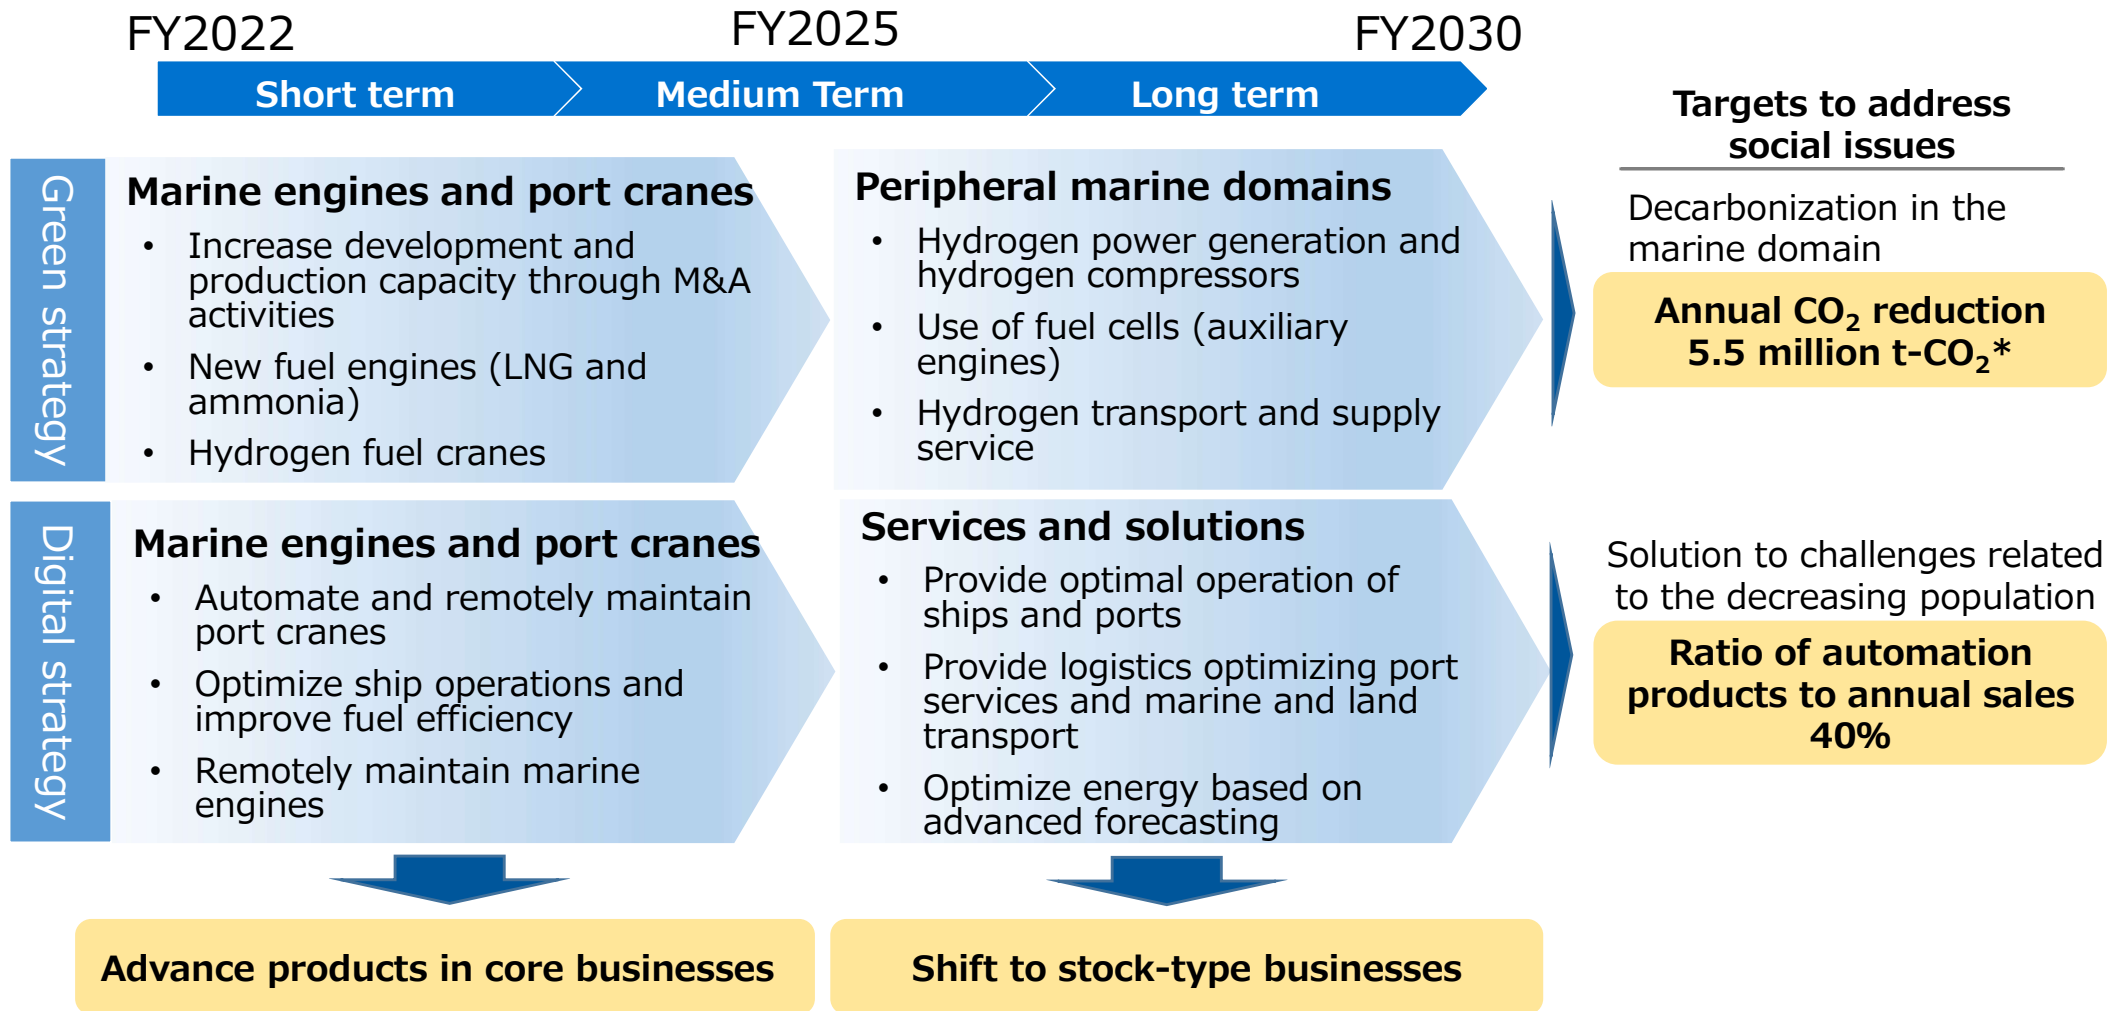 FY2022
FY2025
FY2030
Short term
Medium Term
Long term
Targets to address
social issues
Green strategy
Marine engines and port cranes
• Increase development and
production capacity through M&A
activities
• New fuel engines (LNG and
ammonia)
• Hydrogen fuel cranes
Peripheral marine domains
• Hydrogen power generation and
hydrogen compressors
• Use of fuel cells (auxiliary
engines)
• Hydrogen transport and supply
service
Decarbonization in the
marine domain
Annual CO₂ reduction
5.5 million t-CO₂*
Digital strategy
Marine engines and port cranes
• Automate and remotely maintain
port cranes
• Optimize ship operations and
improve fuel efficiency
• Remotely maintain marine
engines
Services and solutions
• Provide optimal operation of
ships and ports
• Provide logistics optimizing port
services and marine and land
transport
• Optimize energy based on
advanced forecasting
Solution to challenges related
to the decreasing population
Ratio of automation
products to annual sales
40%
Advance products in core businesses
Shift to stock-type businesses